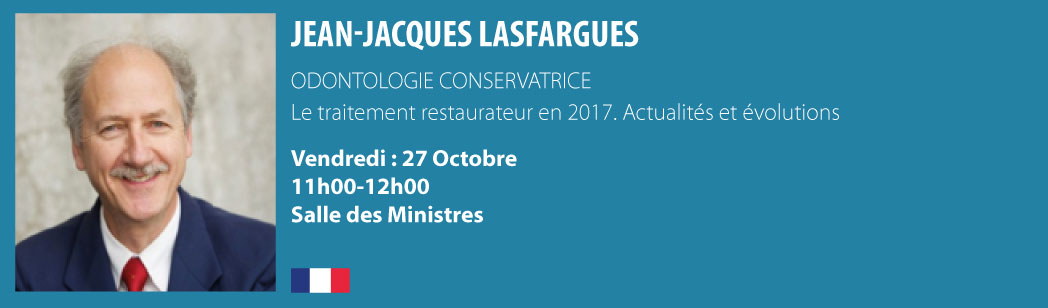 JEAN-JACQUES LASFARGUES
ODONTOLOGIE CONSERVATRICE
Le traitement restaurateur en 2017. Actualités et évolutions
Vendredi : 27 Octobre
11h00-12h00
Salle des Ministres